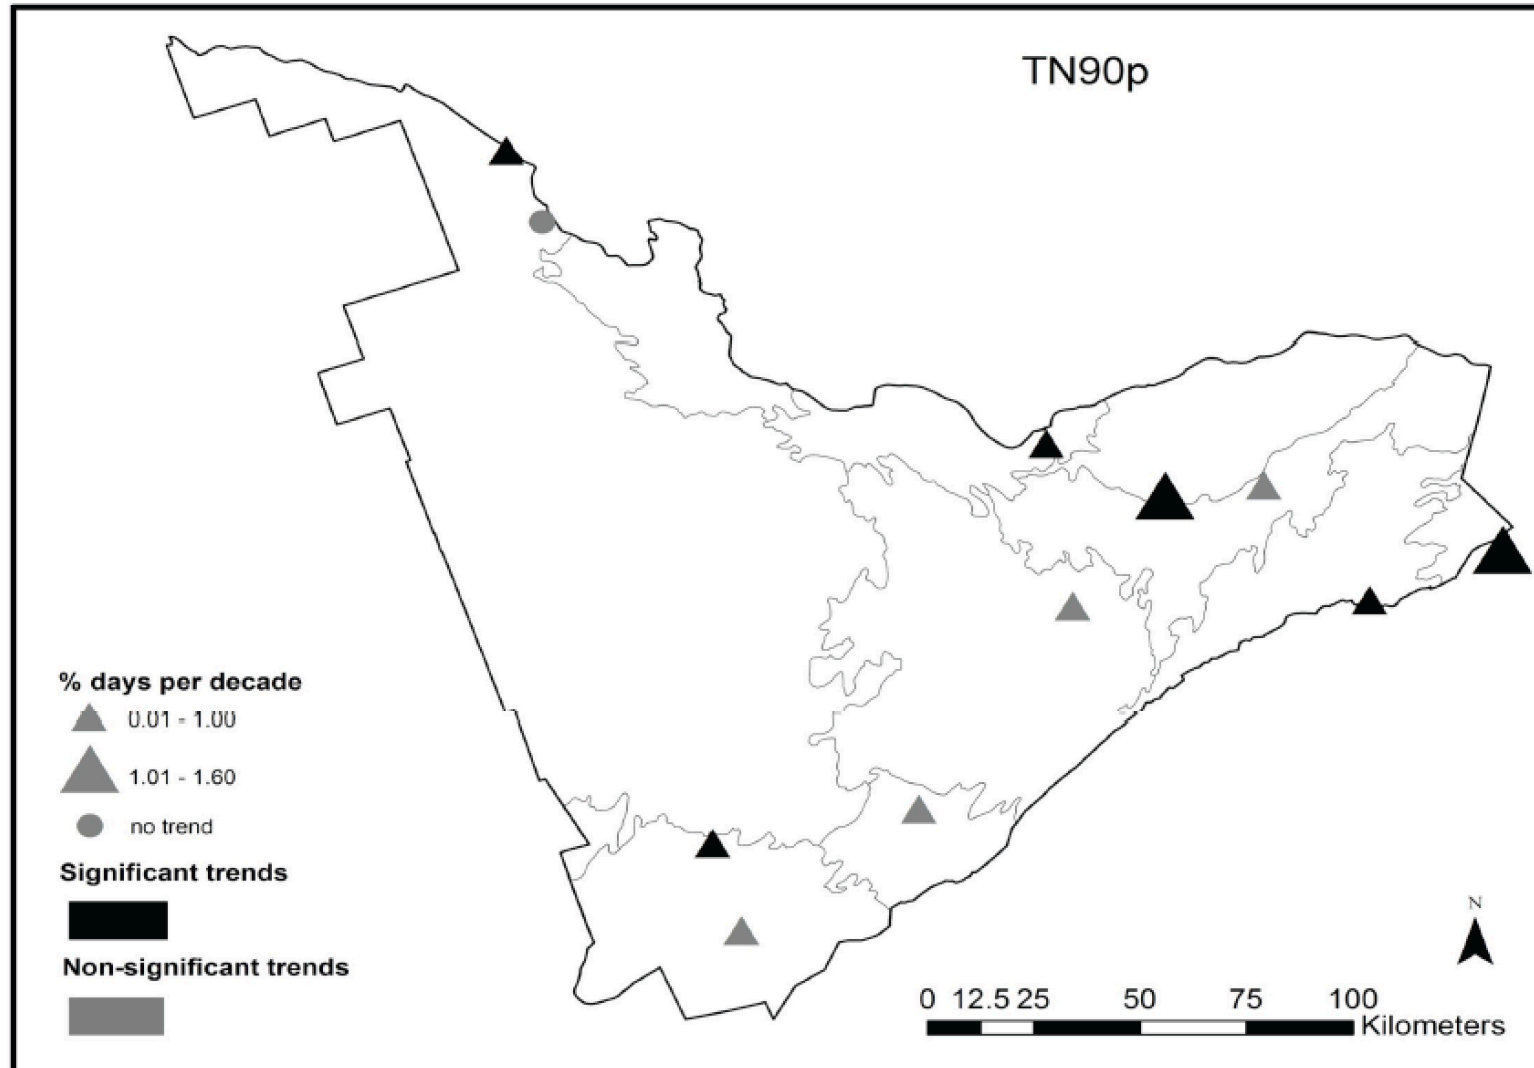 TN90p
% days per decade
0.01 - 1.00
1.01 - 1.60
no trend
Significant trends
Non-significant trends
N
0 12.5 25 50 75 100
Kilometers